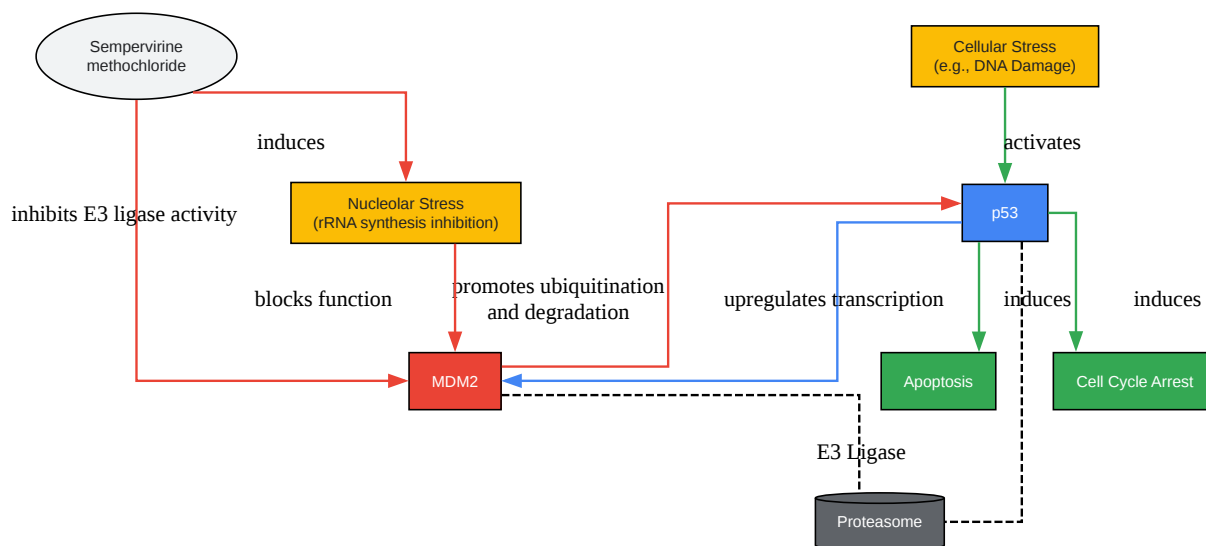 Sempervirine
methochloride
Cellular Stress
(e.g., DNA Damage)
induces
activates
inhibits E3 ligase activity
Nucleolar Stress
(rRNA synthesis inhibition)
p53
blocks function
promotes ubiquitination
and degradation
upregulates transcription
induces
induces
MDM2
Apoptosis
Cell Cycle Arrest
E3 Ligase
Proteasome